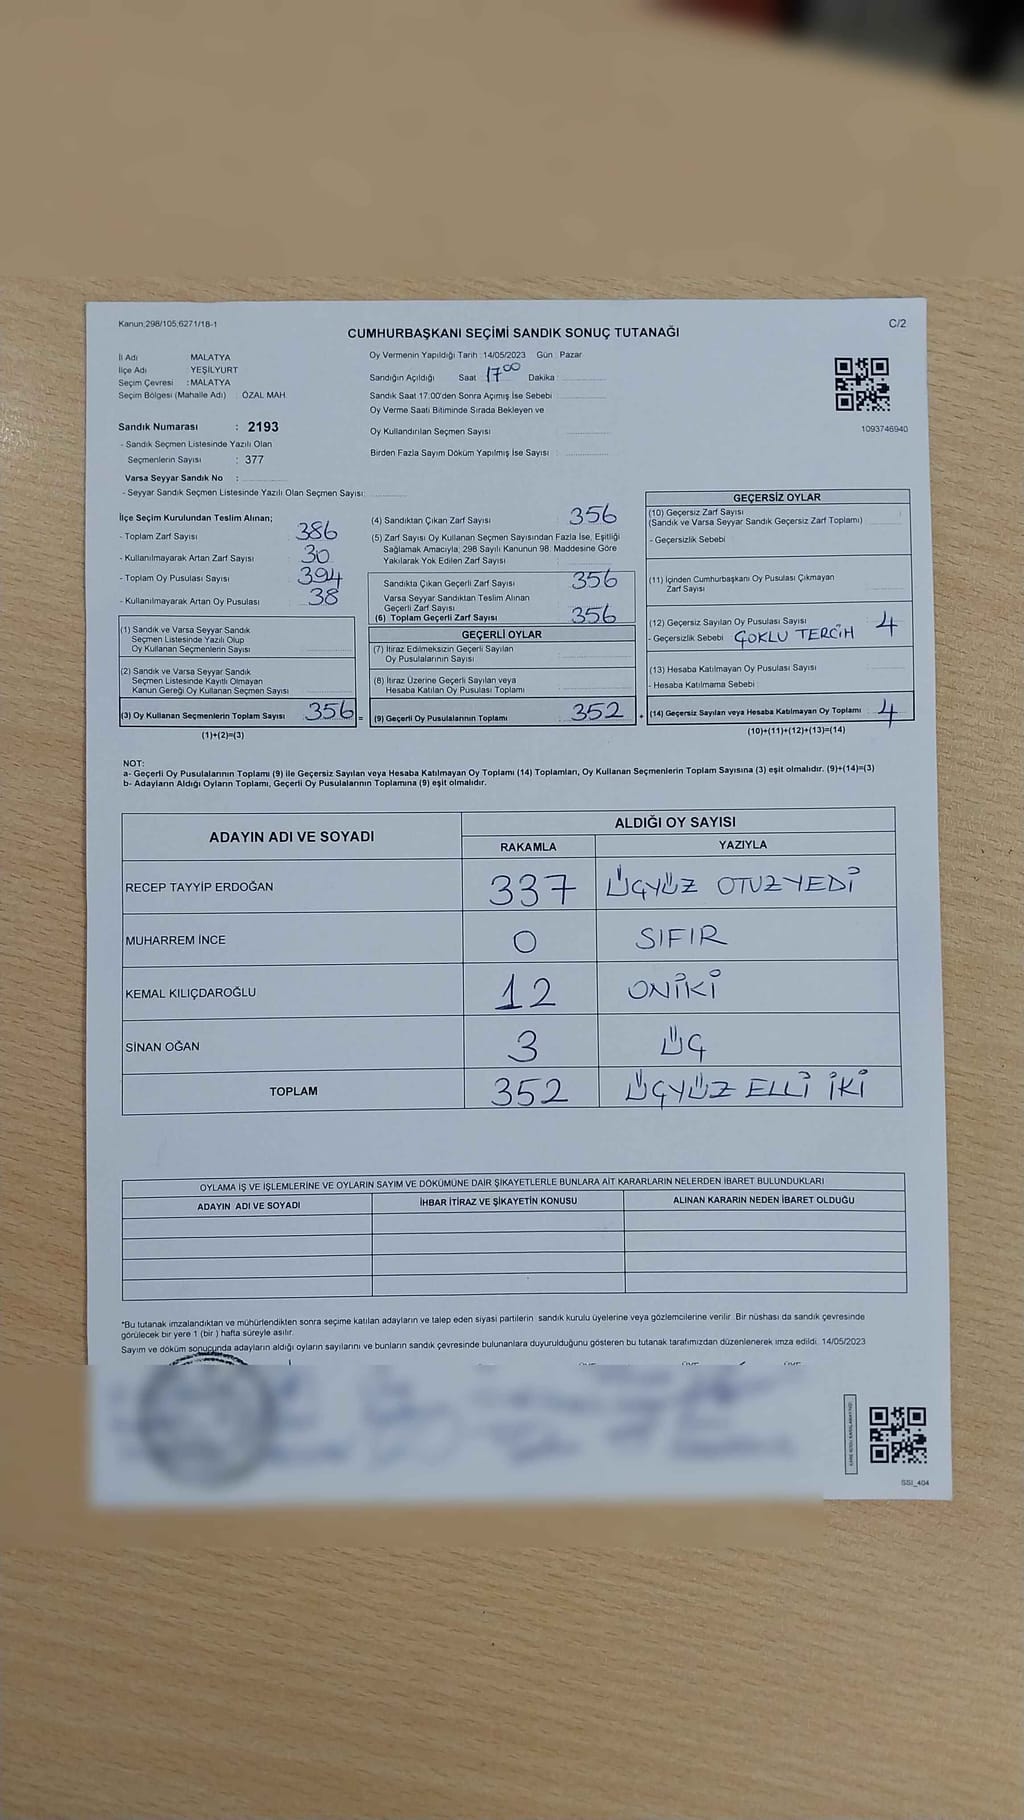 Kanun;298/105;6271/18-1
C/2
CUMHURBAŞKANI SEÇİMİ SANDIK SONUÇ TUTANAĞI
İl Adı MALATYA
İlçe Adı YEŞİLYURT
Seçim Çevresi : MALATYA
Seçim Bölgesi (Mahalle Adı) : ÖZAL MAH
Oy Vermenin Yapıldığı Tarih : 14/05/2023 Gün : Pazar
Sandığın Açıldığı Saat 17 00 Dakika :
Sandık Saat 17:00'den Sonra Açımış İse Sebebi
Oy Verme Saati Bitiminde Sırada Bekleyen ve
Oy Kullandırılan Seçmen Sayısı
Birden Fazla Sayım Döküm Yapılmış İse Sayısı :
1093746940
Sandık Numarası : 2193
- Sandık Seçmen Listesinde Yazılı Olan
Seçmenlerin Sayısı : 377
Varsa Seyyar Sandık No :
- Seyyar Sandık Seçmen Listesinde Yazılı Olan Seçmen Sayısı:
İlçe Seçim Kurulundan Teslim Alınan;
- Toplam Zarf Sayısı 386
- Kullanılmayarak Artan Zarf Sayısı 30
- Toplam Oy Pusulası Sayısı 394
- Kullanılmayarak Artan Oy Pusulası 38
(1) Sandık ve Varsa Seyyar Sandık
Seçmen Listesinde Yazılı Olup
Oy Kullanan Seçmenlerin Sayısı
(2) Sandık ve Varsa Seyyar Sandık
Seçmen Listesinde Kayıtlı Olmayan
Kanun Gereği Oy Kullanan Seçmen Sayısı
(3) Oy Kullanan Seçmenlerin Toplam Sayısı 356 =
(1)+(2)=(3)
(4) Sandıktan Çıkan Zarf Sayısı 356
(5) Zarf Sayısı Oy Kullanan Seçmen Sayısından Fazla İse, Eşitliği
Sağlamak Amacıyla; 298 Sayılı Kanunun 98. Maddesine Göre
Yakılarak Yok Edilen Zarf Sayısı
Sandıkta Çıkan Geçerli Zarf Sayısı 356
Varsa Seyyar Sandıktan Teslim Alınan
Geçerli Zarf Sayısı
(6) Toplam Geçerli Zarf Sayısı 356
GEÇERLİ OYLAR
(7) İtiraz Edilmeksizin Geçerli Sayılan
Oy Pusulalarının Sayısı
(8) İtiraz Üzerine Geçerli Sayılan veya
Hesaba Katılan Oy Pusulası Toplamı
(9) Geçerli Oy Pusulalarının Toplamı 352 +
GEÇERSİZ OYLAR
(10) Geçersiz Zarf Sayısı
(Sandık ve Varsa Seyyar Sandık Geçersiz Zarf Toplamı)
- Geçersizlik Sebebi
(11) İçinden Cumhurbaşkanı Oy Pusulası Çıkmayan
Zarf Sayısı
(12) Geçersiz Sayılan Oy Pusulası Sayısı 4
- Geçersizlik Sebebi ÇOKLU TERCİH
(13) Hesaba Katılmayan Oy Pusulası Sayısı
- Hesaba Katılmama Sebebi
(14) Geçersiz Sayılan veya Hesaba Katılmayan Oy Toplamı 4
(10)+(11)+(12)+(13)=(14)
NOT:
a- Geçerli Oy Pusulalarının Toplamı (9) ile Geçersiz Sayılan veya Hesaba Katılmayan Oy Toplamı (14) Toplamları, Oy Kullanan Seçmenlerin Toplam Sayısına (3) eşit olmalıdır. (9)+(14)=(3)
b- Adayların Aldığı Oyların Toplamı, Geçerli Oy Pusulalarının Toplamına (9) eşit olmalıdır.
ADAYIN ADI VE SOYADI ALDIĞI OY SAYISI
RAKAMLA YAZIYLA
RECEP TAYYİP ERDOĞAN 337 ÜÇYÜZ OTUZYEDİ
MUHARREM İNCE 0 SIFIR
KEMAL KILIÇDAROĞLU 12 ONİKİ
SİNAN OĞAN 3 ÜÇ
TOPLAM 352 ÜÇYÜZ ELLİ İKİ
OYLAMA İŞ VE İŞLEMLERİNE VE OYLARIN SAYIM VE DÖKÜMÜNE DAİR ŞİKAYETLERLE BUNLARA AİT KARARLARIN NELERDEN İBARET BULUNDUKLARI
ADAYIN ADI VE SOYADI İHBAR İTİRAZ VE ŞİKAYETİN KONUSU ALINAN KARARIN NEDEN İBARET OLDUĞU
*Bu tutanak imzalandıktan ve mühürlendikten sonra seçime katılan adayların ve talep eden siyasi partilerin sandık kurulu üyelerine veya gözlemcilerine verilir. Bir nüshası da sandık çevresinde
görülecek bir yere 1 (bir ) hafta süreyle asılır.
Sayım ve döküm sonucunda adayların aldığı oyların sayılarını ve bunların sandık çevresinde bulunanlara duyurulduğunu gösteren bu tutanak tarafımızdan düzenlenerek imza edildi. 14/05/2023
SSI_404